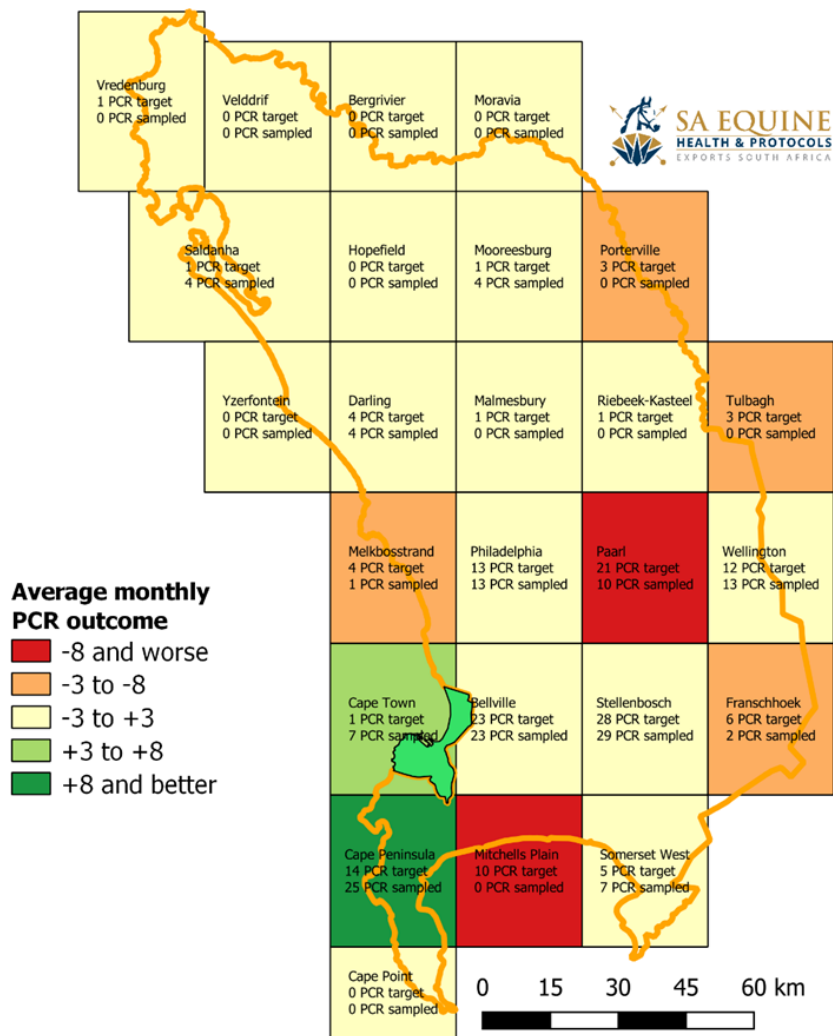 Vredenburg
1 PCR target
0 PCR sampled
Velddrif
0 PCR target
0 PCR sampled
Bergrivier
0 PCR target
0 PCR sampled
Moravia
0 PCR target
0 PCR sampled
SA EQUINE
HEALTH & PROTOCOLS
EXPORTS SOUTH AFRICA
Saldanha
1 PCR target
4 PCR sampled
Hopefield
0 PCR target
0 PCR sampled
Mooreesburg
1 PCR target
4 PCR sampled
Porterville
3 PCR target
0 PCR sampled
Yzerfontein
0 PCR target
0 PCR sampled
Darling
4 PCR target
4 PCR sampled
Malmesbury
1 PCR target
0 PCR sampled
Riebeek-Kasteel
1 PCR target
0 PCR sampled
Tulbagh
3 PCR target
0 PCR sampled
Melkbosstrand
4 PCR target
1 PCR sampled
Philadelphia
13 PCR target
13 PCR sampled
Paarl
21 PCR target
10 PCR sampled
Wellington
12 PCR target
13 PCR sampled
Average monthly
PCR outcome
-8 and worse
-3 to -8
-3 to +3
+3 to +8
+8 and better
Cape Town
1 PCR target
7 PCR sampled
Bellville
23 PCR target
23 PCR sampled
Stellenbosch
28 PCR target
29 PCR sampled
Franschhoek
6 PCR target
2 PCR sampled
Cape Peninsula
14 PCR target
25 PCR sampled
Mitchells Plain
10 PCR target
0 PCR sampled
Somerset West
5 PCR target
7 PCR sampled
Cape Point
0 PCR target
0 PCR sampled
0 15 30 45 60 km